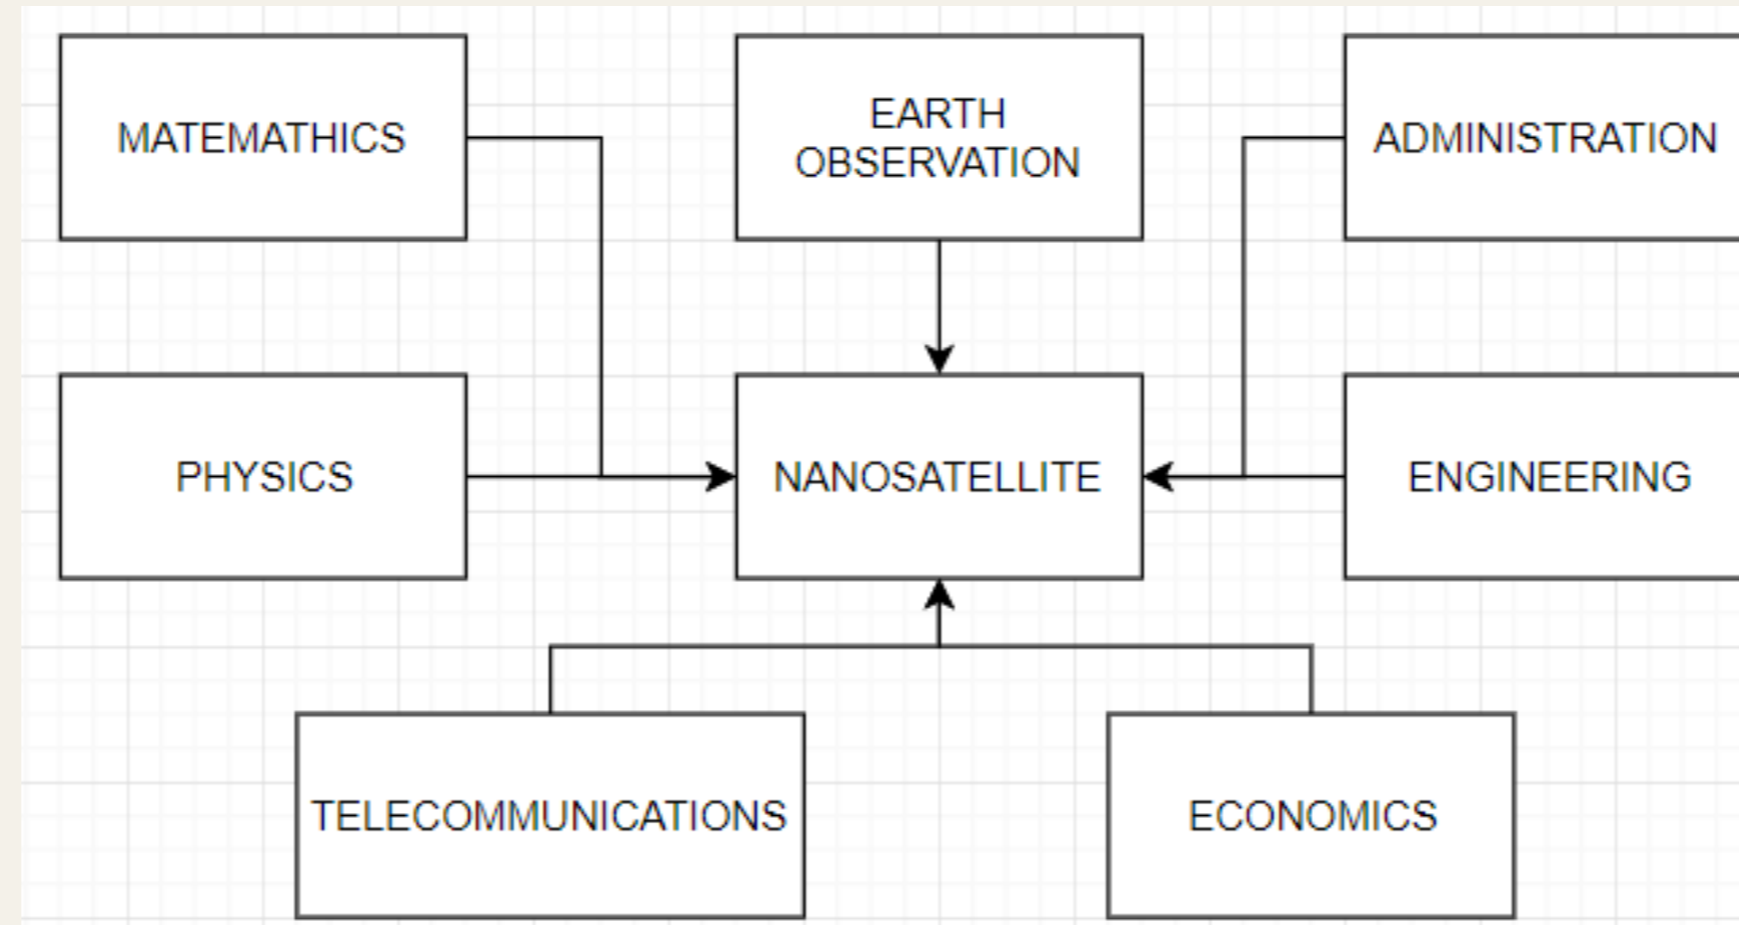 MATEMATHICS
EARTH
OBSERVATION
ADMINISTRATION
PHYSICS
NANOSATELLITE
ENGINEERING
TELECOMMUNICATIONS
ECONOMICS